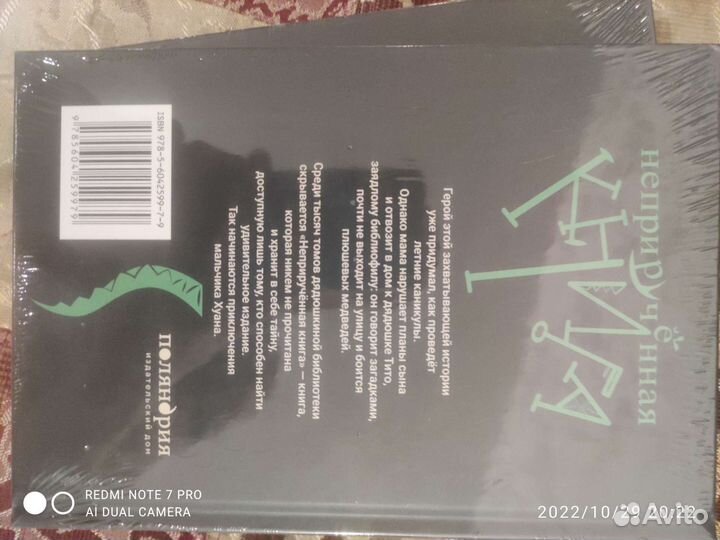 неприручённая
КНИГА
Герой этой захватывающей истории
уже придумал, как проведёт
летние каникулы.
Однако мама нарушает планы сына
и отвозит в дом к дядюшке Тито,
заядлому библиофилу: он говорит загадками,
почти не выходит на улицу и боится
плюшевых медведей.
Среди тысяч томов дядюшкиной библиотеки
скрывается «Неприручённая книга» — книга,
которая никем не прочитана
и хранит в себе тайну,
доступную лишь тому, кто способен найти
удивительное издание.
Так начинаются приключения
мальчика Хуана.
ISBN 978-5-6042599-7-9
9 785604 259979
ПОЛЯНДРИЯ
ИЗДАТЕЛЬСКИЙ ДОМ
REDMI NOTE 7 PRO
AI DUAL CAMERA
2022/10/29 20:22
Avito